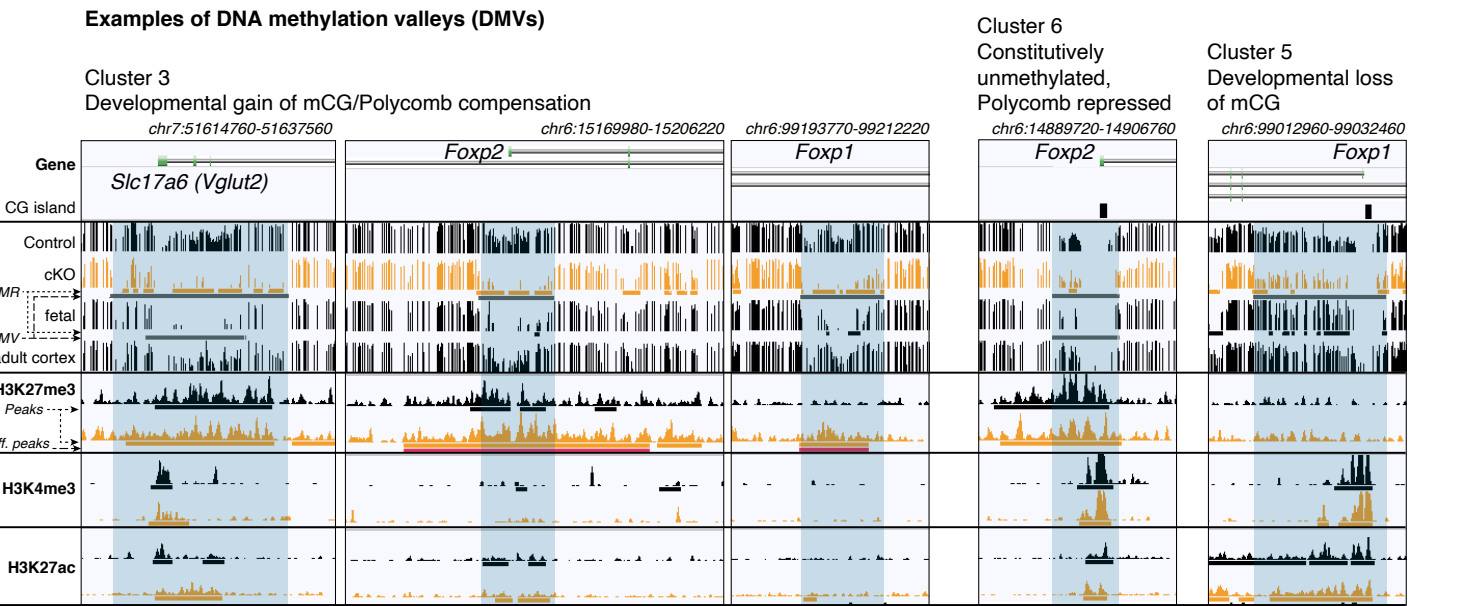 Examples of DNA methylation valleys (DMVs)
Cluster 3
Developmental gain of mCG/Polycomb compensation
Cluster 6
Constitutively
unmethylated,
Polycomb repressed
Cluster 5
Developmental loss
of mCG
chr7:51614760-51637560
chr6:15169980-15206220
chr6:99193770-99212220
chr6:14889720-14906760
chr6:99012960-99032460
Gene
Slc17a6 (Vglut2)
Foxp2
Foxp1
Foxp2
Foxp1
CG island
Control
cKO
MR
fetal
MV
adult cortex
H3K27me3
Peaks
ff. peaks
H3K4me3
H3K27ac